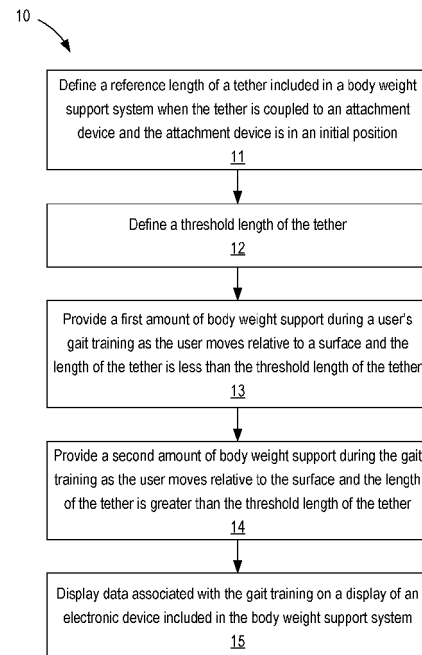 10
Define a reference length of a tether included in a body weight
support system when the tether is coupled to an attachment
device and the attachment device is in an initial position
11
Define a threshold length of the tether
12
Provide a first amount of body weight support during a user's
gait training as the user moves relative to a surface and the
length of the tether is less than the threshold length of the tether
13
Provide a second amount of body weight support during the gait
training as the user moves relative to the surface and the length
of the tether is greater than the threshold length of the tether
14
Display data associated with the gait training on a display of an
electronic device included in the body weight support system
15